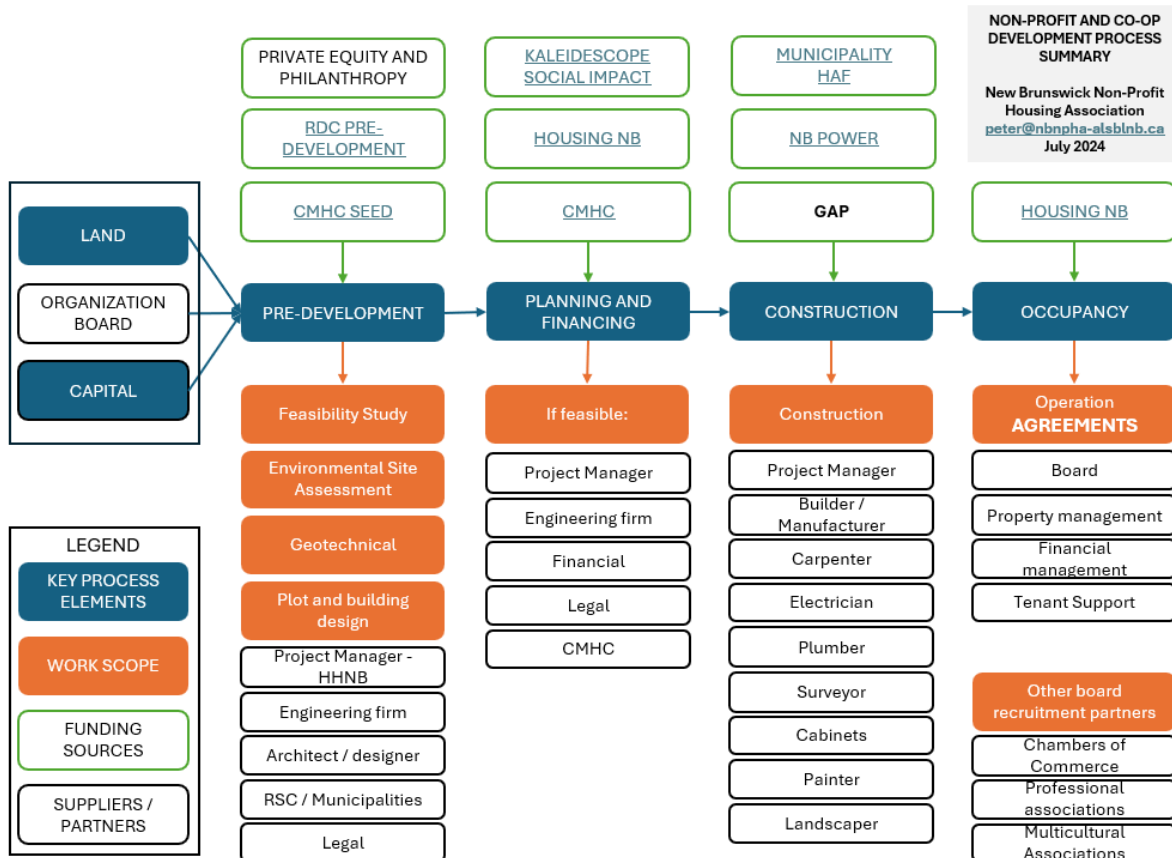 NON-PROFIT AND CO-OP
DEVELOPMENT PROCESS
SUMMARY
New Brunswick Non-Profit
Housing Association
peter@nbnpha-alsblnb.ca
July 2024
PRIVATE EQUITY AND
PHILANTHROPY
RDC PRE-
DEVELOPMENT
CMHC SEED
KALEIDESCOPE
SOCIAL IMPACT
HOUSING NB
CMHC
MUNICIPALITY
HAF
NB POWER
GAP
HOUSING NB
LAND
ORGANIZATION
BOARD
CAPITAL
PRE-DEVELOPMENT
PLANNING AND
FINANCING
CONSTRUCTION
OCCUPANCY
Feasibility Study
Environmental Site
Assessment
Geotechnical
Plot and building
design
Project Manager -
HHNB
Engineering firm
Architect / designer
RSC / Municipalities
Legal
If feasible:
Project Manager
Engineering firm
Financial
Legal
CMHC
Construction
Project Manager
Builder /
Manufacturer
Carpenter
Electrician
Plumber
Surveyor
Cabinets
Painter
Landscaper
Operation
AGREEMENTS
Board
Property management
Financial
management
Tenant Support
Other board
recruitment partners
Chambers of
Commerce
Professional
associations
Multicultural
Associations
LEGEND
KEY PROCESS
ELEMENTS
WORK SCOPE
FUNDING
SOURCES
SUPPLIERS /
PARTNERS